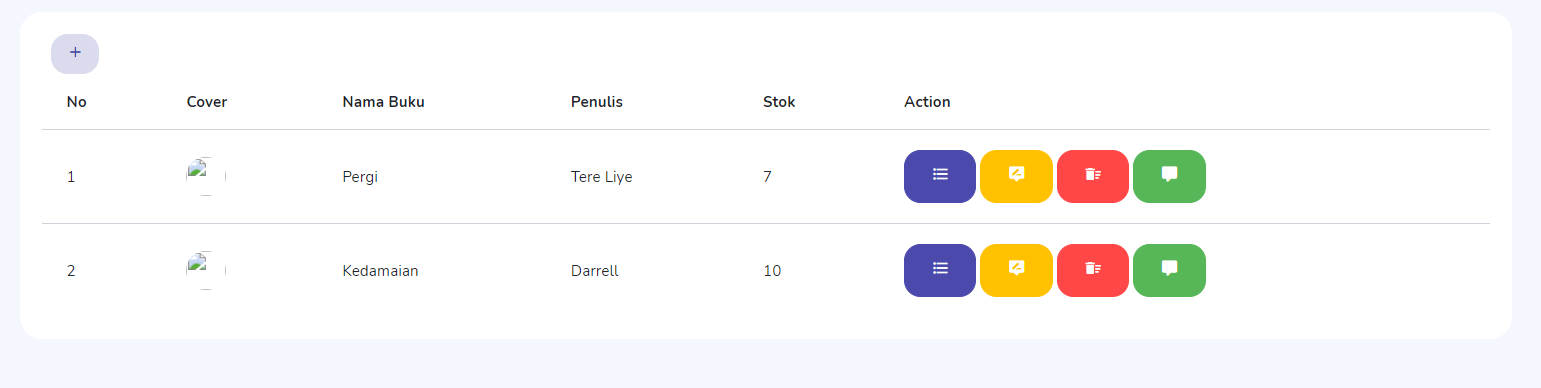 +
No Cover Nama Buku Penulis Stok Action
1 Pergi Tere Liye 7
2 Kedamaian Darrell 10